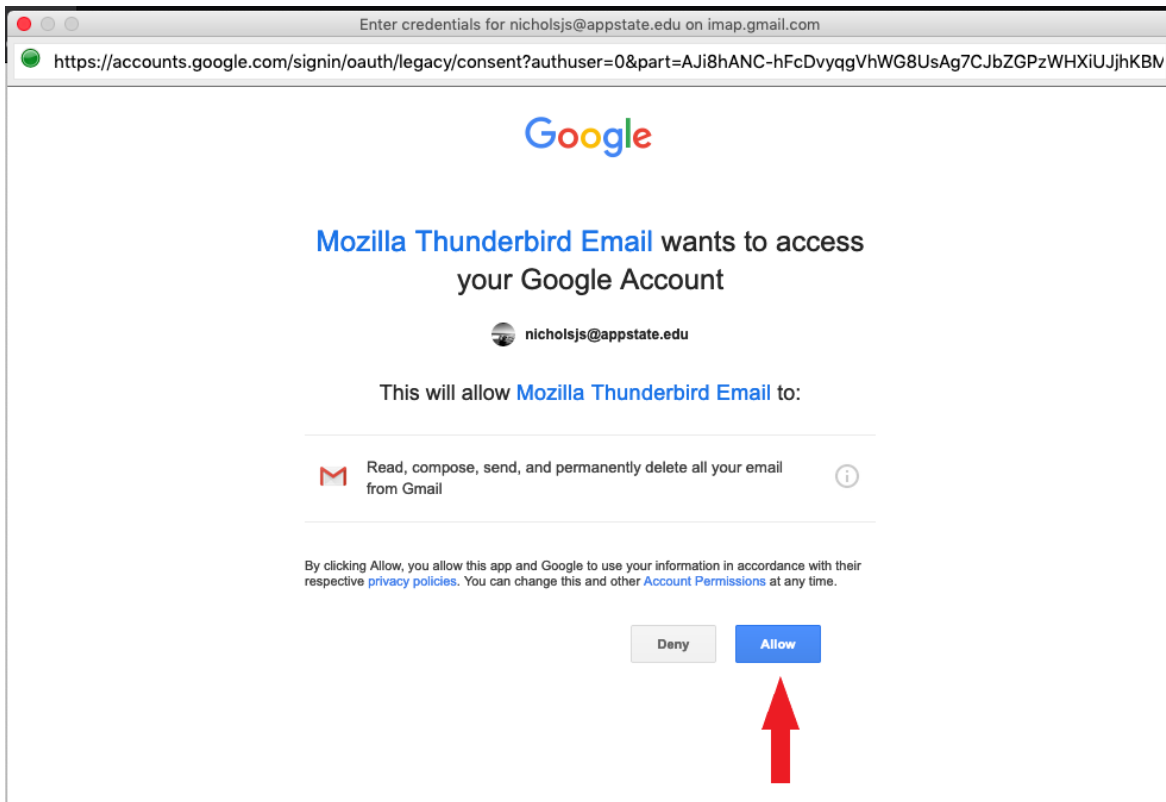 Enter credentials for nicholsjs@appstate.edu on imap.gmail.com
https://accounts.google.com/signin/oauth/legacy/consent?authuser=0&part=AJi8hANC-hFcDvyqgVhWG8UsAg7CJbZGPzWHXiUJjhKBM
Google
Mozilla Thunderbird Email wants to access
your Google Account
nicholsjs@appstate.edu
This will allow Mozilla Thunderbird Email to:
Read, compose, send, and permanently delete all your email
from Gmail
By clicking Allow, you allow this app and Google to use your information in accordance with their
respective privacy policies. You can change this and other Account Permissions at any time.
Deny Allow